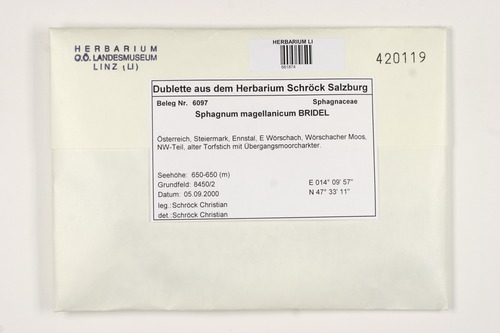 HERBARIUM
O.Ö. LANDESMUSEUM
LINZ (LI)
HERBARIUM LI
420119
Dublette aus dem Herbarium Schröck Salzburg
Beleg Nr. 6097 Sphagnaceae
Sphagnum magellanicum BRIDEL
Österreich, Steiermark, Ennstal, E Wörschach, Wörschacher Moos,
NW-Teil, alter Torfstich mit Übergangsmoorcharkter.
Seehöhe: 650-650 (m)
Grundfeld: 8450/2 E 014° 09' 57"
Datum: 05.09.2000 N 47° 33' 11"
leg.: Schröck Christian
det.: Schröck Christian